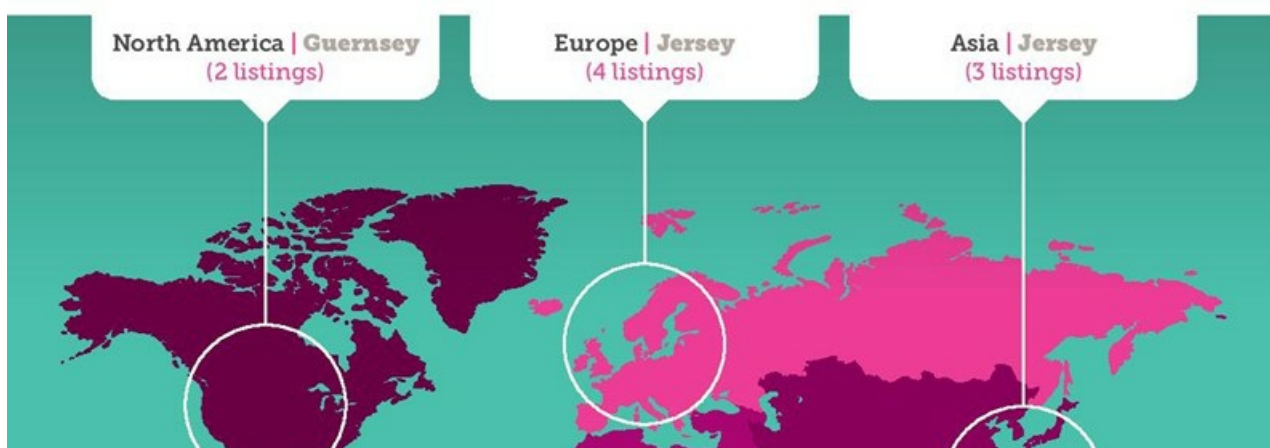 North America | Guernsey
(2 listings)
Europe | Jersey
(4 listings)
Asia | Jersey
(3 listings)